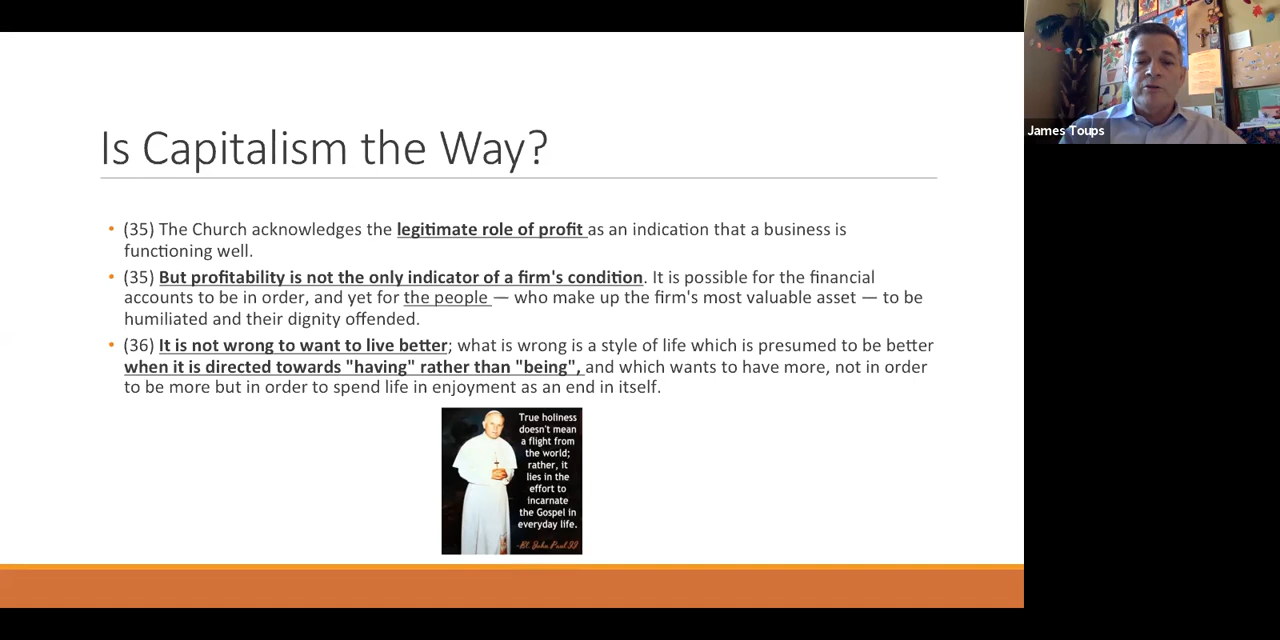 Is Capitalism the Way?
• (35) The Church acknowledges the legitimate role of profit as an indication that a business is
functioning well.
• (35) But profitability is not the only indicator of a firm's condition. It is possible for the financial
accounts to be in order, and yet for the people — who make up the firm's most valuable asset — to be
humiliated and their dignity offended.
• (36) It is not wrong to want to live better; what is wrong is a style of life which is presumed to be better
when it is directed towards "having" rather than "being", and which wants to have more, not in order
to be more but in order to spend life in enjoyment as an end in itself.
True holiness
doesn't mean
a flight from
the world;
rather, it
lies in the
effort to
incarnate
the Gospel in
everyday life.
-Bl. John Paul II
James Toups